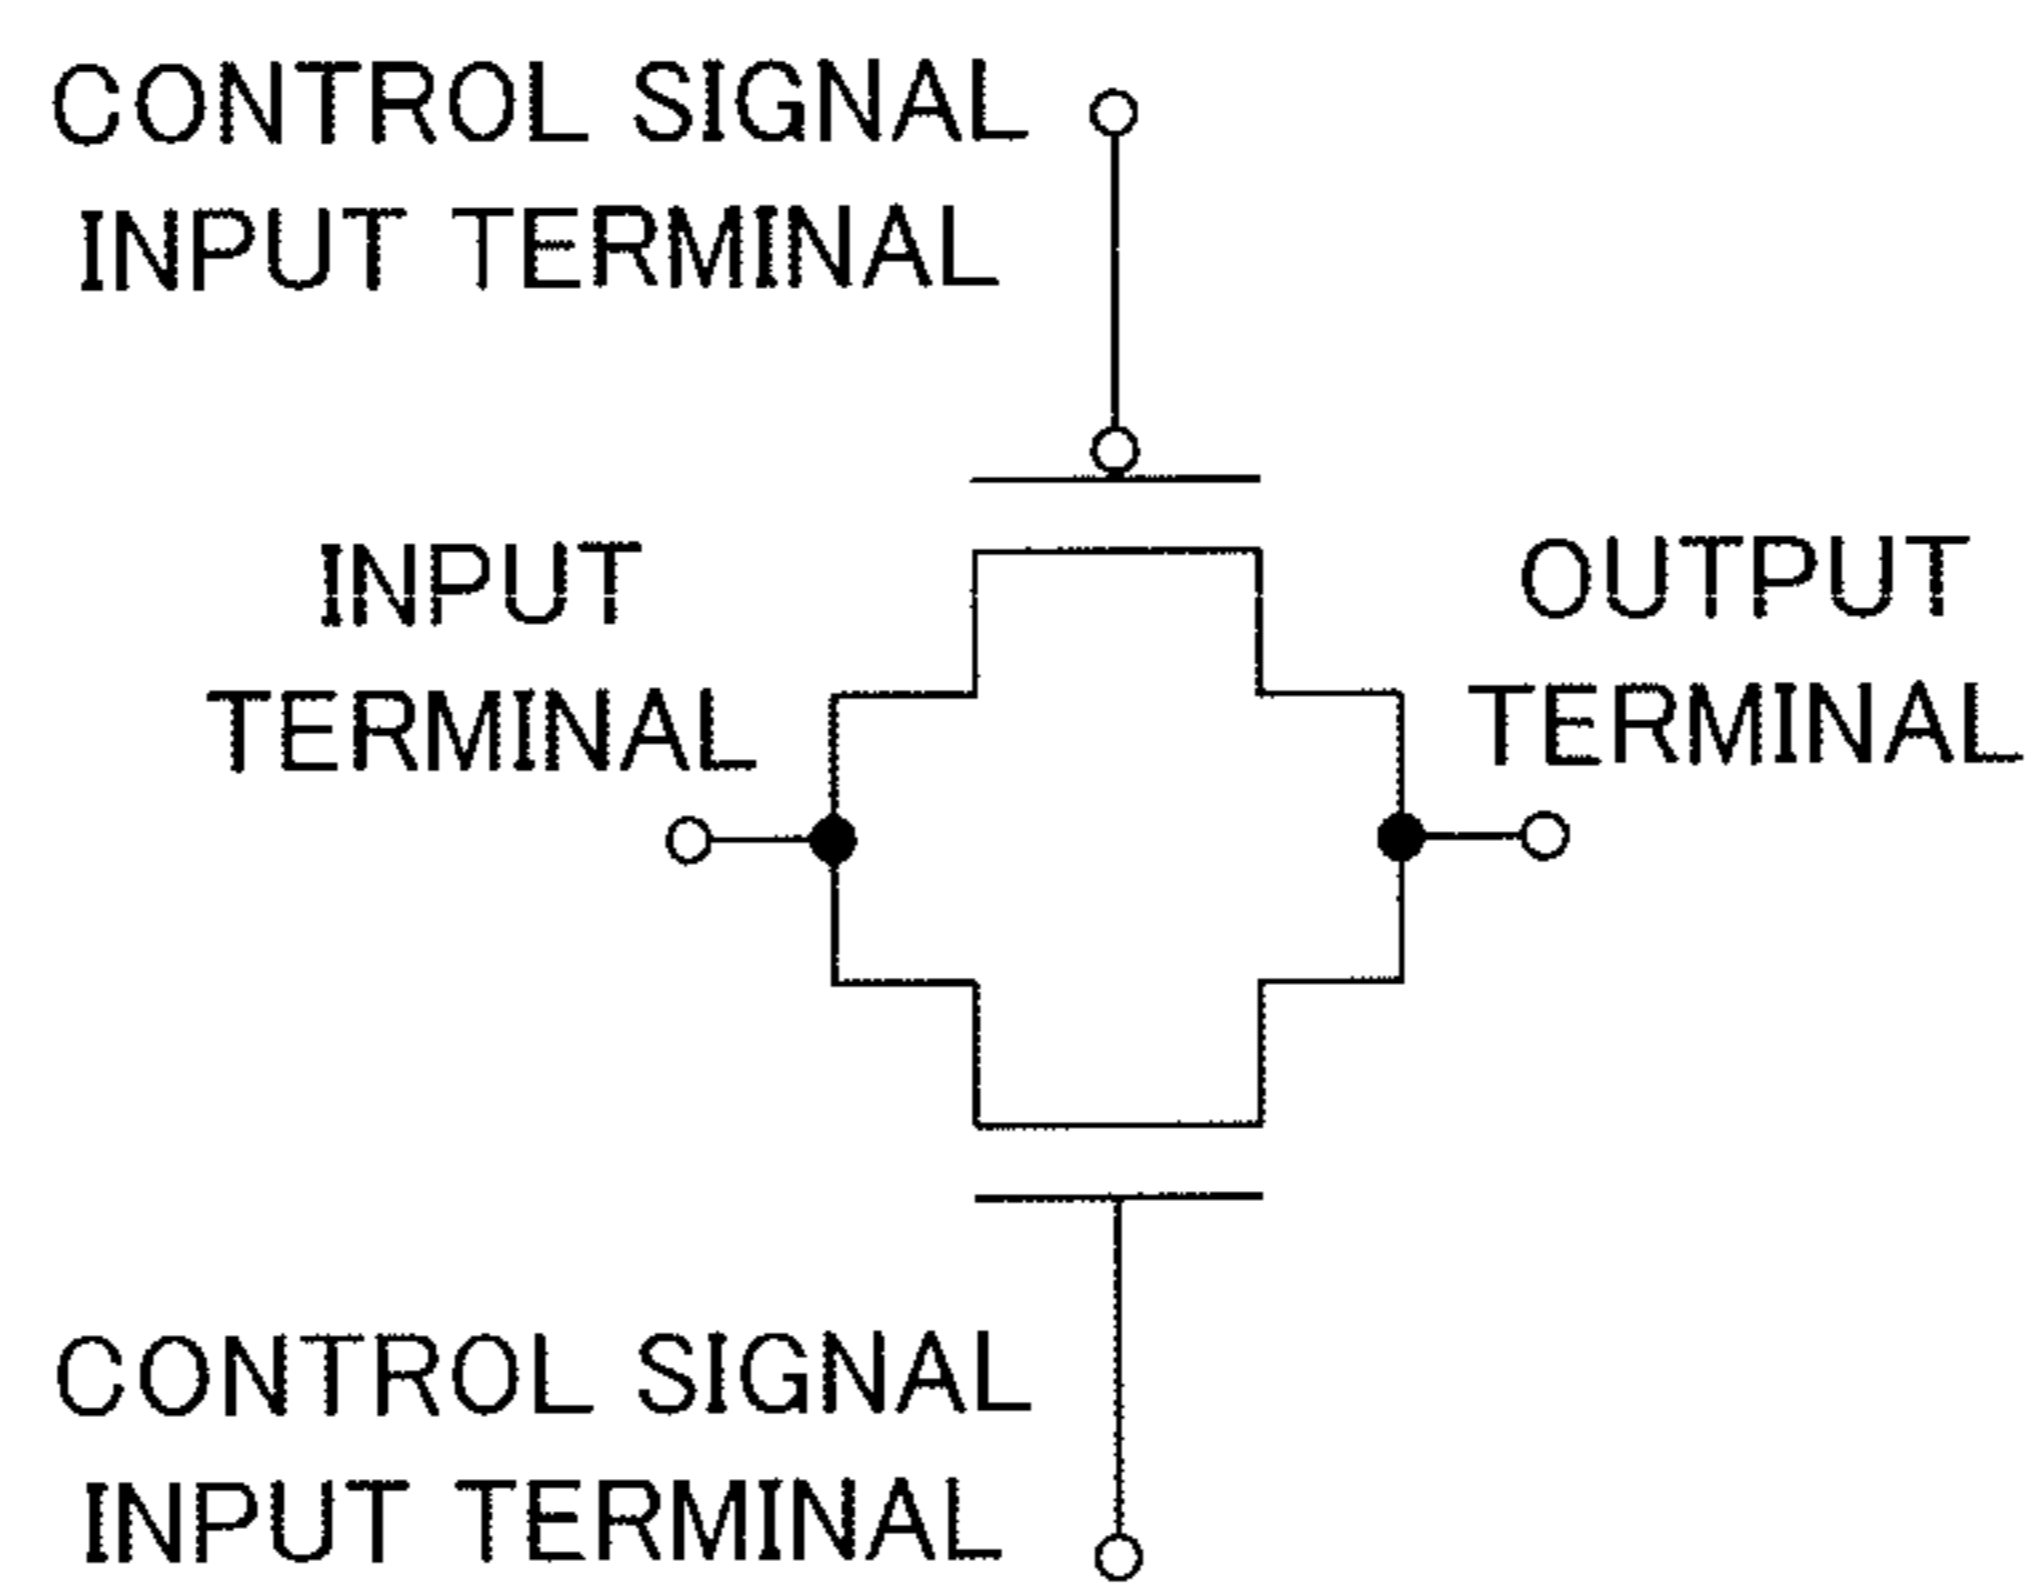 CONTROL SIGNAL
INPUT TERMINAL
INPUT
TERMINAL
OUTPUT
TERMINAL
CONTROL SIGNAL
INPUT TERMINAL